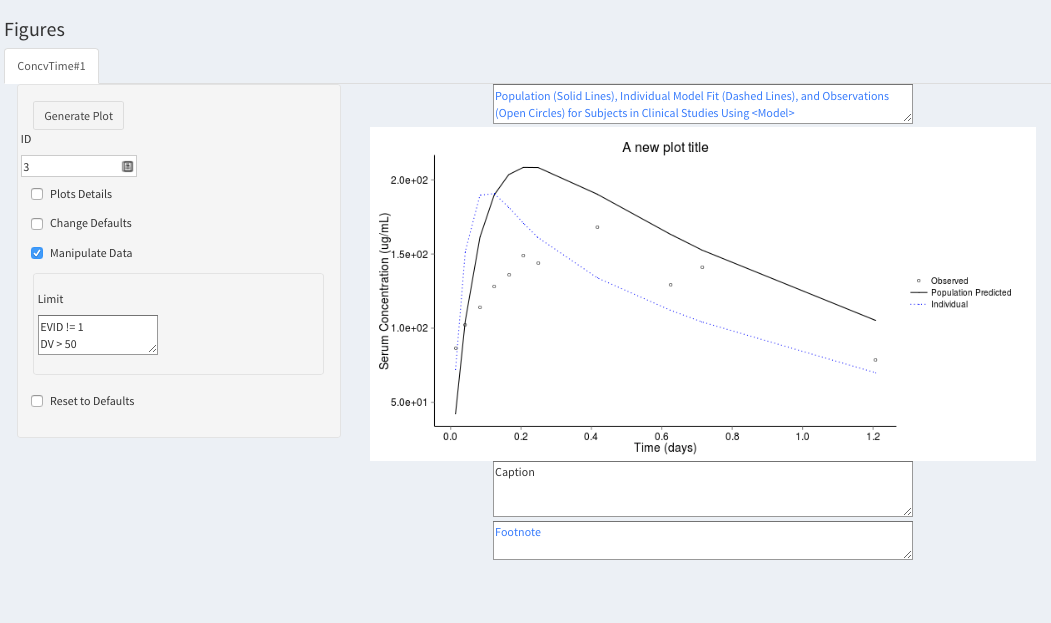 Figures
ConcvTime#1
Generate Plot
ID
3
Plots Details
Change Defaults
Manipulate Data
Limit
EVID != 1
DV > 50
Reset to Defaults
Population (Solid Lines), Individual Model Fit (Dashed Lines), and Observations
(Open Circles) for Subjects in Clinical Studies Using <Model>
A new plot title
Serum Concentration (ug/mL)
2.0e+02
1.5e+02
1.0e+02
5.0e+01
0.0 0.2 0.4 0.6 0.8 1.0 1.2
Time (days)
Observed
Population Predicted
Individual
Caption
Footnote